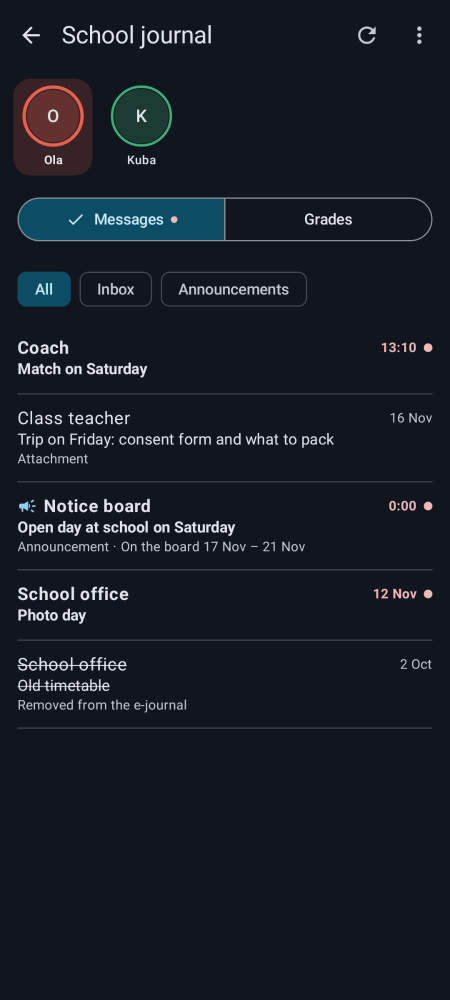 School journal
O
K
Ola
Kuba
Messages
Grades
All
Inbox
Announcements
Coach
13:10
Match on Saturday
Class teacher
16 Nov
Trip on Friday: consent form and what to pack
Attachment
Notice board
0:00
Open day at school on Saturday
Announcement · On the board 17 Nov – 21 Nov
School office
12 Nov
Photo day
School office
2 Oct
Old timetable
Removed from the e-journal